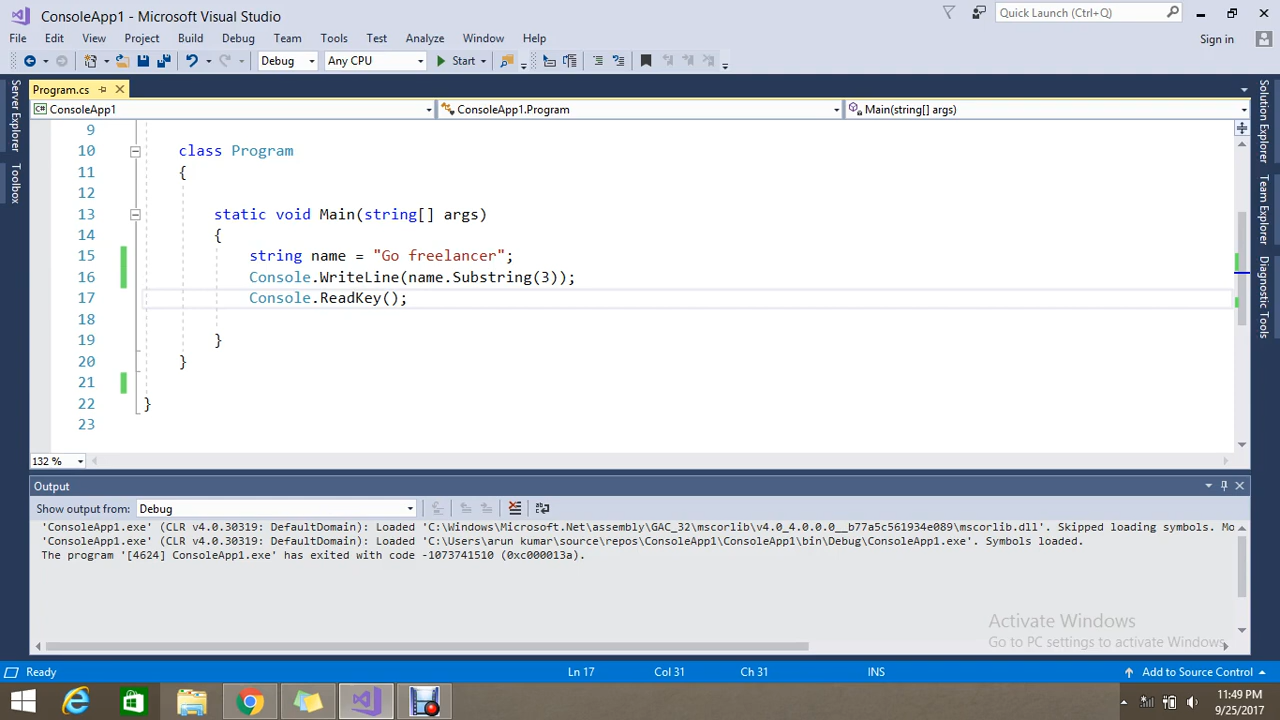 ConsoleApp1 - Microsoft Visual Studio
Quick Launch (Ctrl+Q)
File Edit View Project Build Debug Team Tools Test Analyze Window Help
Sign in
Debug Any CPU Start
Program.cs
ConsoleApp1 ConsoleApp1.Program Main(string[] args)
Server Explorer
Toolbox
Solution Explorer
Team Explorer
Diagnostic Tools
9
10 class Program
11 {
12
13 static void Main(string[] args)
14 {
15 string name = "Go freelancer";
16 Console.WriteLine(name.Substring(3));
17 Console.ReadKey();
18
19 }
20 }
21
22 }
23
132 %
Output
Show output from: Debug
'ConsoleApp1.exe' (CLR v4.0.30319: DefaultDomain): Loaded 'C:\Windows\Microsoft.Net\assembly\GAC_32\mscorlib\v4.0_4.0.0.0__b77a5c561934e089\mscorlib.dll'. Skipped loading symbols. Mo
'ConsoleApp1.exe' (CLR v4.0.30319: DefaultDomain): Loaded 'C:\Users\arun kumar\source\repos\ConsoleApp1\ConsoleApp1\bin\Debug\ConsoleApp1.exe'. Symbols loaded.
The program '[4624] ConsoleApp1.exe' has exited with code -1073741510 (0xc000013a).
Activate Windows
Go to PC settings to activate Windows.
Ready Ln 17 Col 31 Ch 31 INS Add to Source Control
11:49 PM
9/25/2017